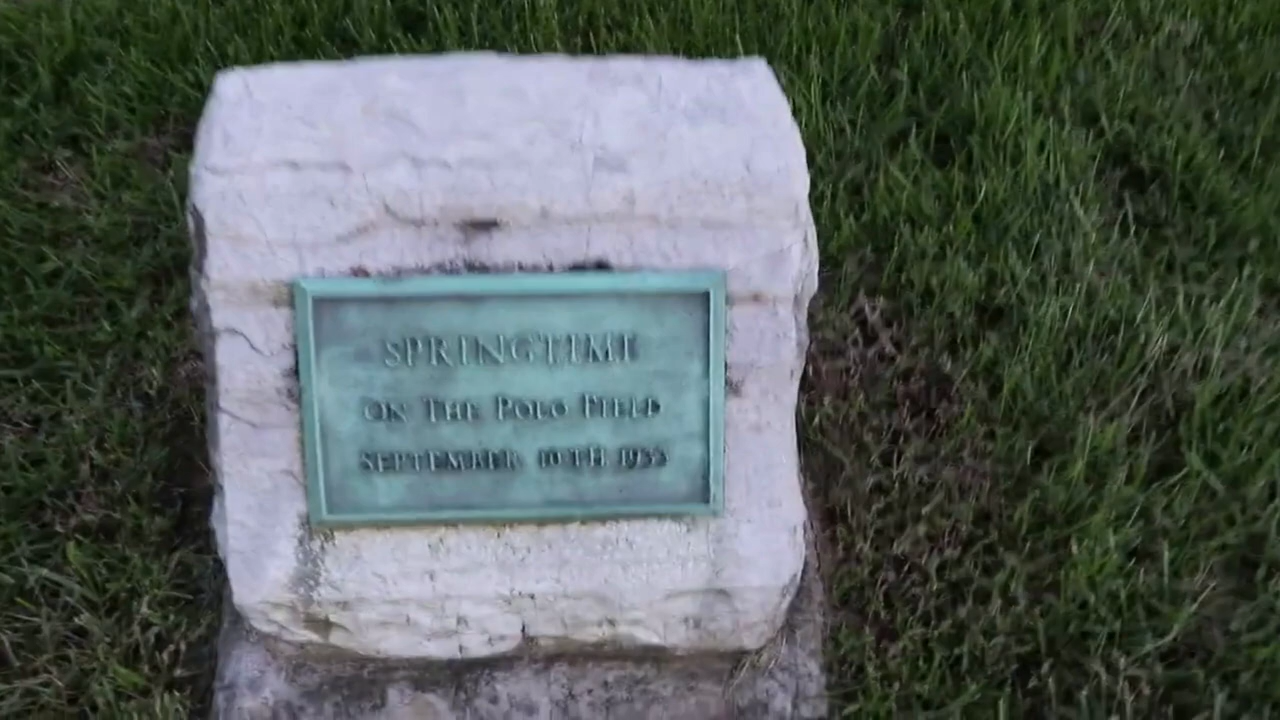 SPRINGTIME
ON THE POLO FIELD
SEPTEMBER 10TH